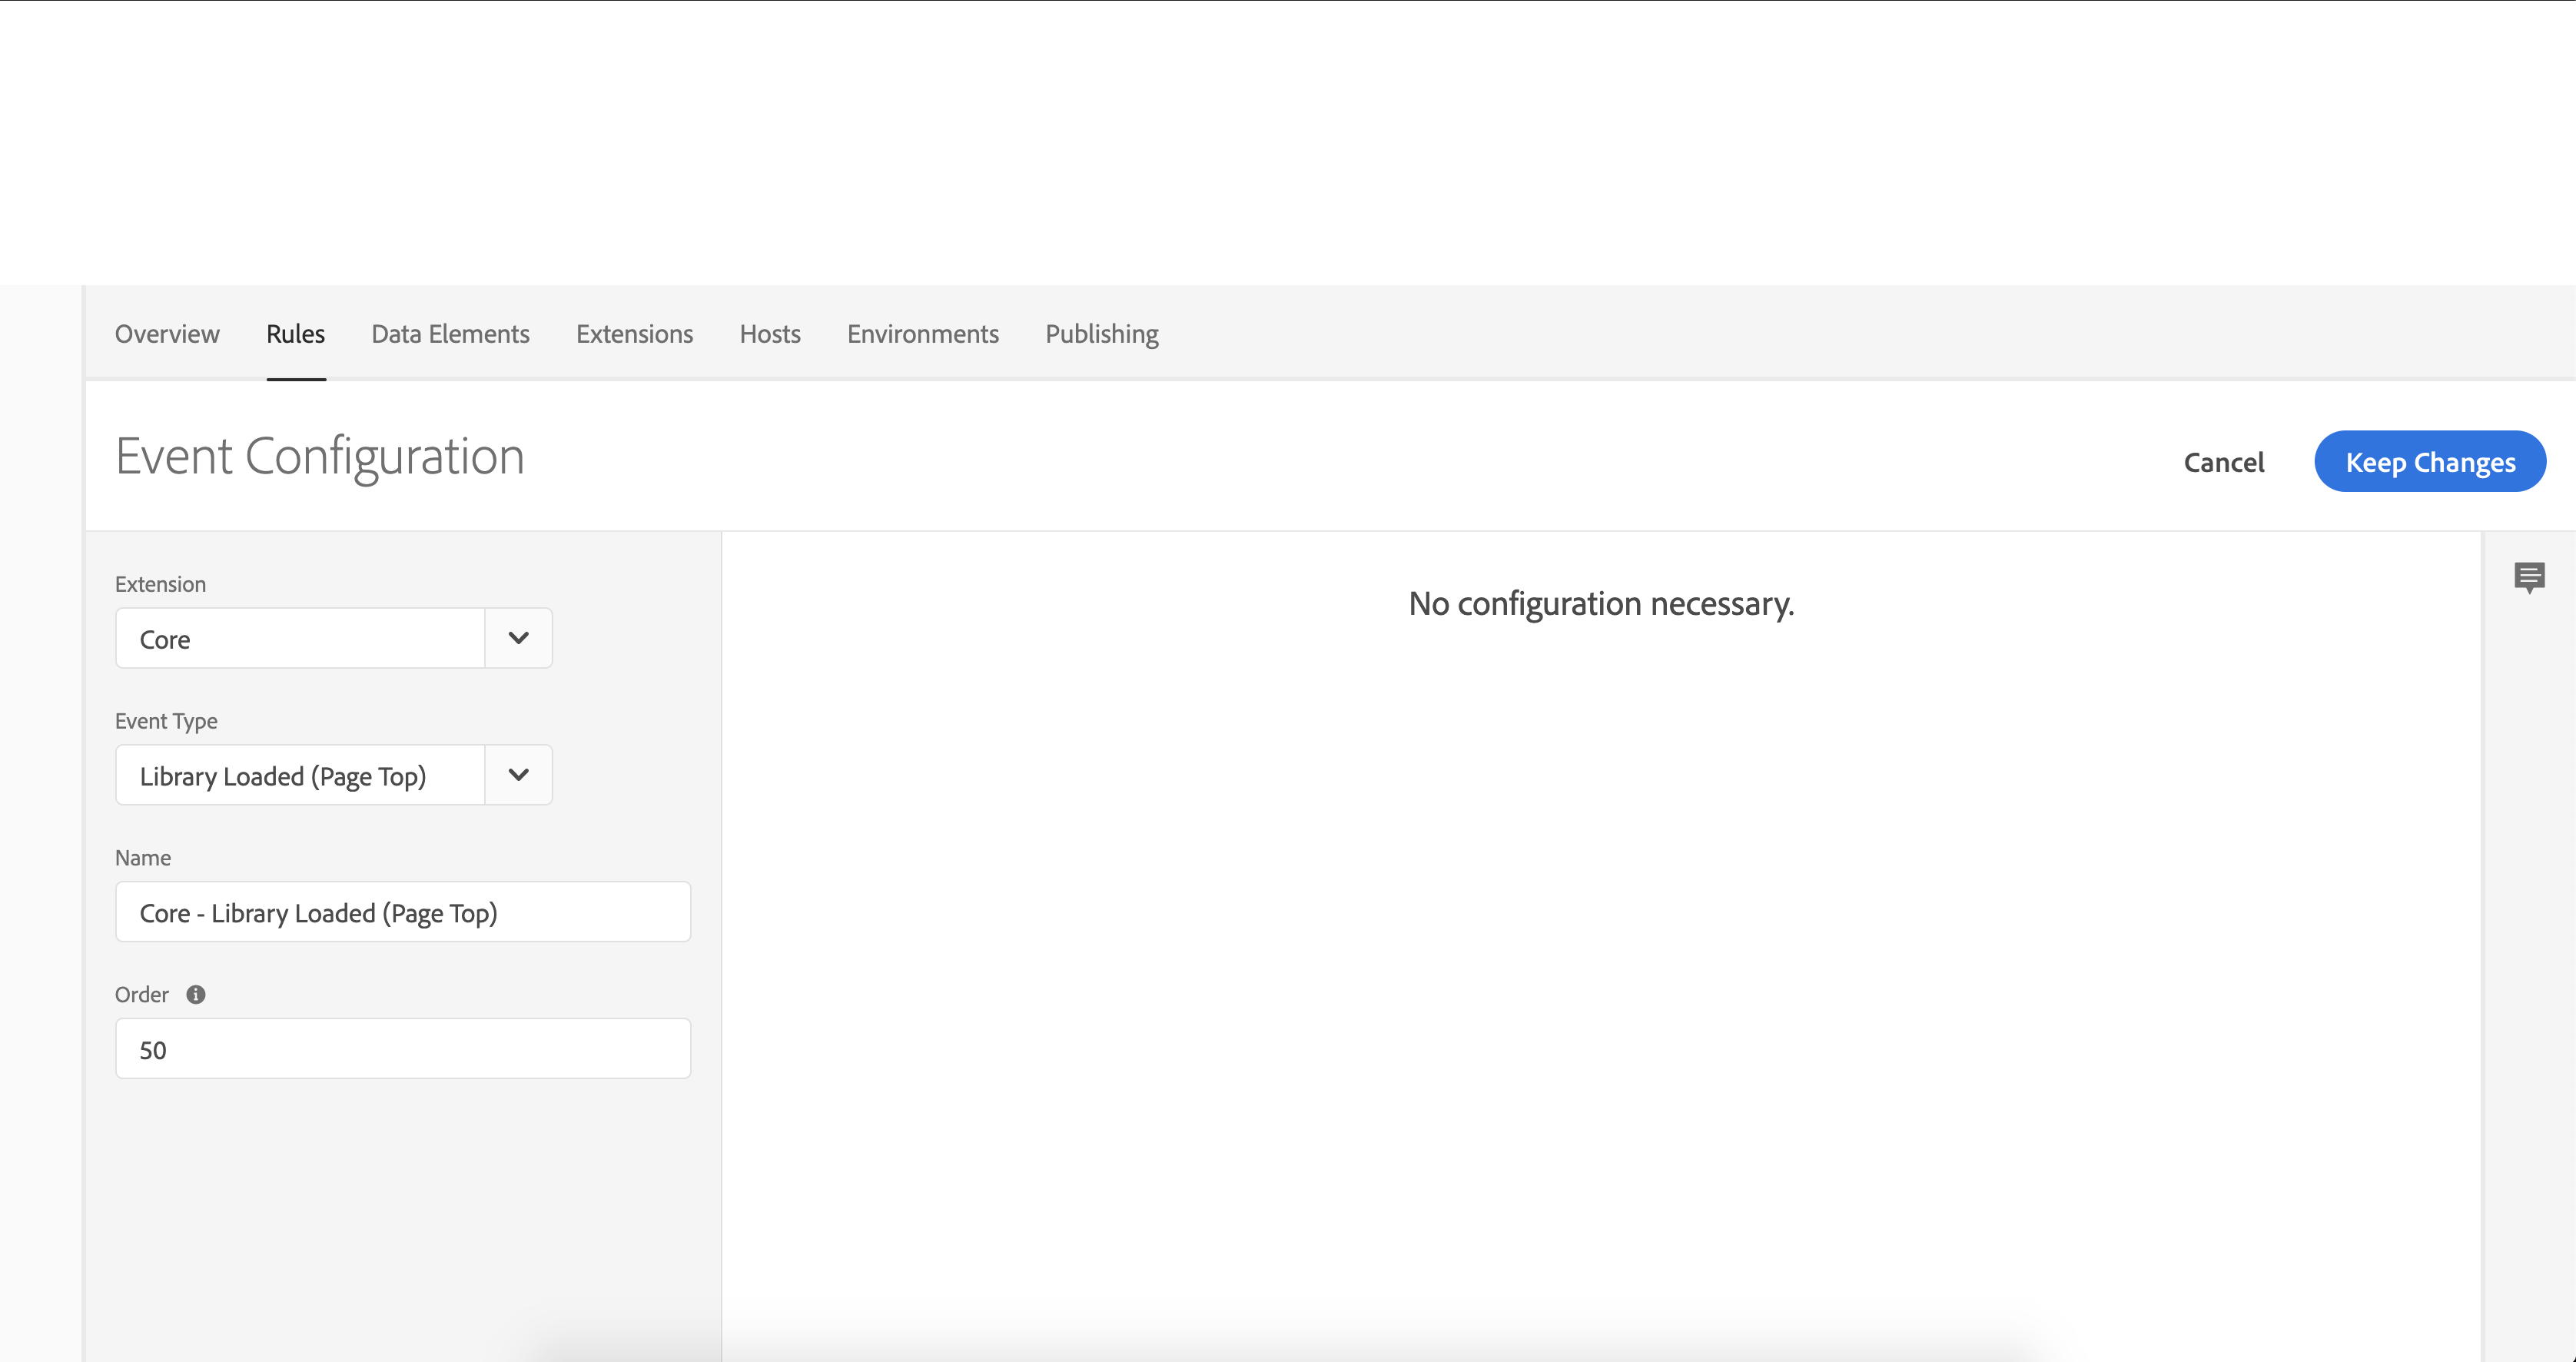 Overview Rules Data Elements Extensions Hosts Environments Publishing
Event Configuration
Cancel Keep Changes
Extension
Core
Event Type
Library Loaded (Page Top)
Name
Core - Library Loaded (Page Top)
Order
50
No configuration necessary.